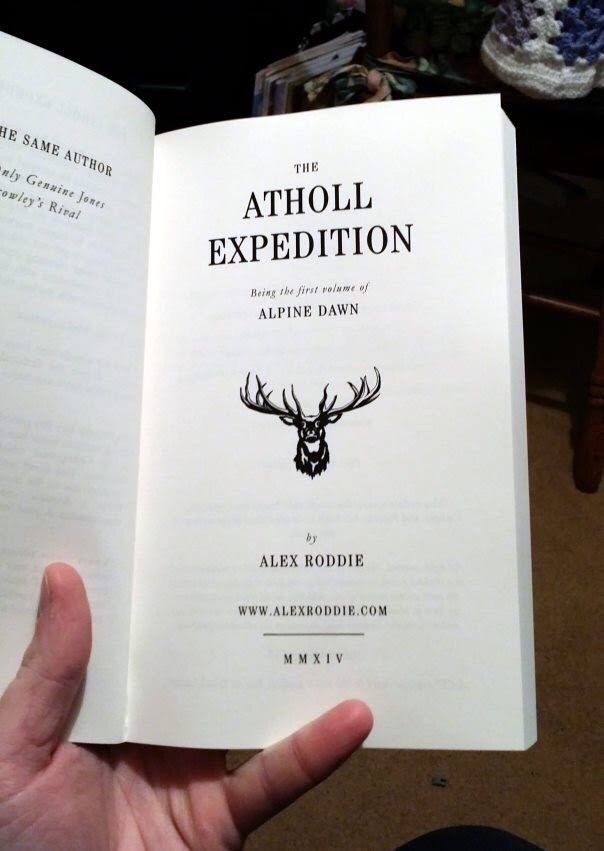 HE SAME AUTHOR
nly Genuine Jones
rowley's Rival
THE
ATHOLL
EXPEDITION
Being the first volume of
ALPINE DAWN
by
ALEX RODDIE
WWW.ALEXRODDIE.COM
MMXIV